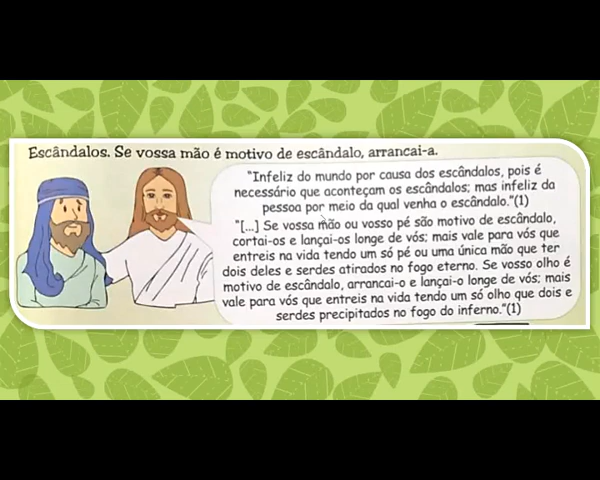 Escândalos. Se vossa mão é motivo de escândalo, arrancai-a.
"Infeliz do mundo por causa dos escândalos, pois é
necessário que aconteçam os escândalos; mas infeliz da
pessoa por meio da qual venha o escândalo."(1)
"[...] Se vossa mão ou vosso pé são motivo de escândalo,
cortai-os e lançai-os longe de vós; mais vale para vós que
entreis na vida tendo um só pé ou uma única mão que ter
dois deles e serdes atirados no fogo eterno. Se vosso olho é
motivo de escândalo, arrancai-o e lançai-o longe de vós; mais
vale para vós que entreis na vida tendo um só olho que dois e
serdes precipitados no fogo do inferno."(1)